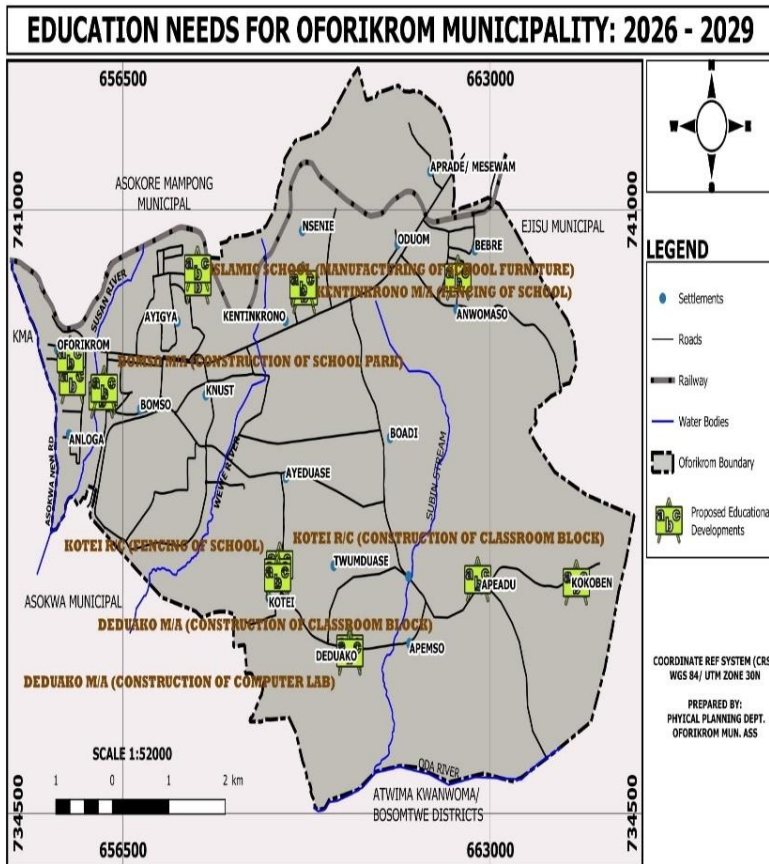 EDUCATION NEEDS FOR OFORIKROM MUNICIPALITY: 2026 - 2029
656500
663000
741000
741000
ASOKORE MAMPONG
MUNICIPAL
APRADE/ MESEWAM
EJISU MUNICIPAL
NSENIE
ODUOM
BEBRE
SLAMIC SCHOOL (MANUFACTURING OF SCHOOL FURNITURE)
KENTINKRONO M/A (FENCING OF SCHOOL)
SUSAN RIVER
AYIGYA
KENTINKRONO
ANWOMASO
KMA
OFORIKROM
BOMSO M/A (CONSTRUCTION OF SCHOOL PARK)
KNUST
BOMSO
ANLOGA
BOADI
ASOKWA NEW RD
WEWE RIVER
SUBIN STREAM
AYEDUASE
KOTEI R/C (FENCING OF SCHOOL)
KOTEI R/C (CONSTRUCTION OF CLASSROOM BLOCK)
TWUMDUASE
APEADU
KOKOBEN
KOTEI
ASOKWA MUNICIPAL
DEDUAKO M/A (CONSTRUCTION OF CLASSROOM BLOCK)
DEDUAKO
APEMSO
DEDUAKO M/A (CONSTRUCTION OF COMPUTER LAB)
SCALE 1:52000
1 0 1 2 km
ODA RIVER
ATWIMA KWANWOMA/
BOSOMTWE DISTRICTS
734500
734500
656500
663000
LEGEND
Settlements
Roads
Railway
Water Bodies
Oforikrom Boundary
a b c
Proposed Educational
Developments
COORDINATE REF SYSTEM (CRS
WGS 84/ UTM ZONE 30N
PREPARED BY:
PHYICAL PLANNING DEPT.
OFORIKROM MUN. ASS